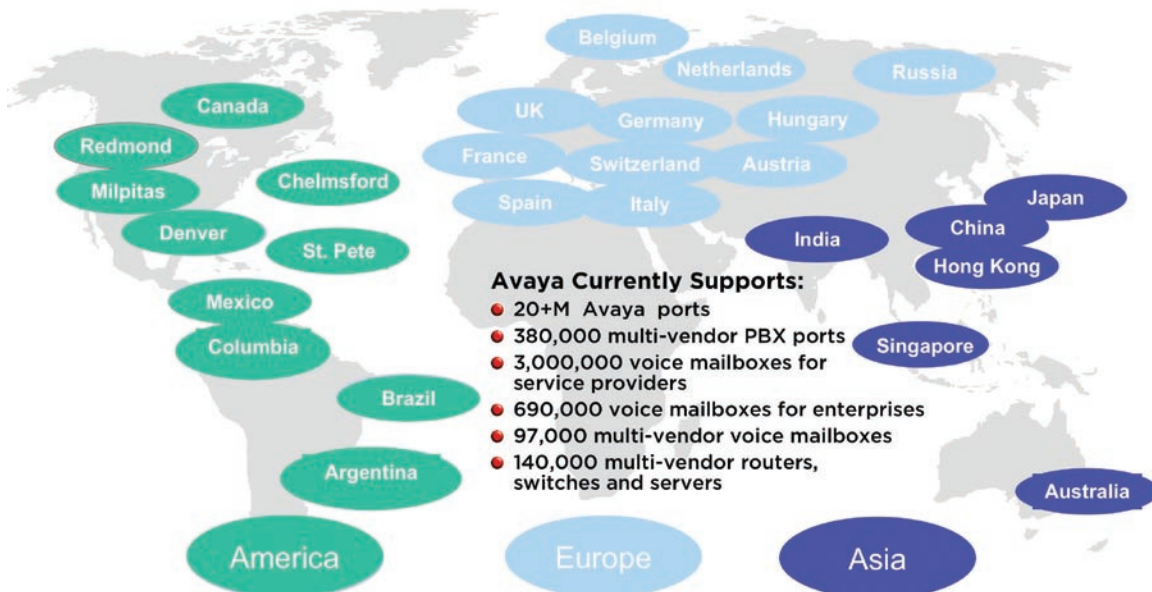 Belgium
Netherlands
Russia
Canada
UK
Germany
Hungary
Redmond
France
Switzerland
Austria
Milpitas
Chelmsford
Spain
Italy
Japan
Denver
St. Pete
India
China
Hong Kong
Mexico
Columbia
Avaya Currently Supports:
20+M Avaya ports
380,000 multi-vendor PBX ports
3,000,000 voice mailboxes for
service providers
690,000 voice mailboxes for enterprises
97,000 multi-vendor voice mailboxes
140,000 multi-vendor routers,
switches and servers
Singapore
Brazil
Argentina
Australia
America
Europe
Asia